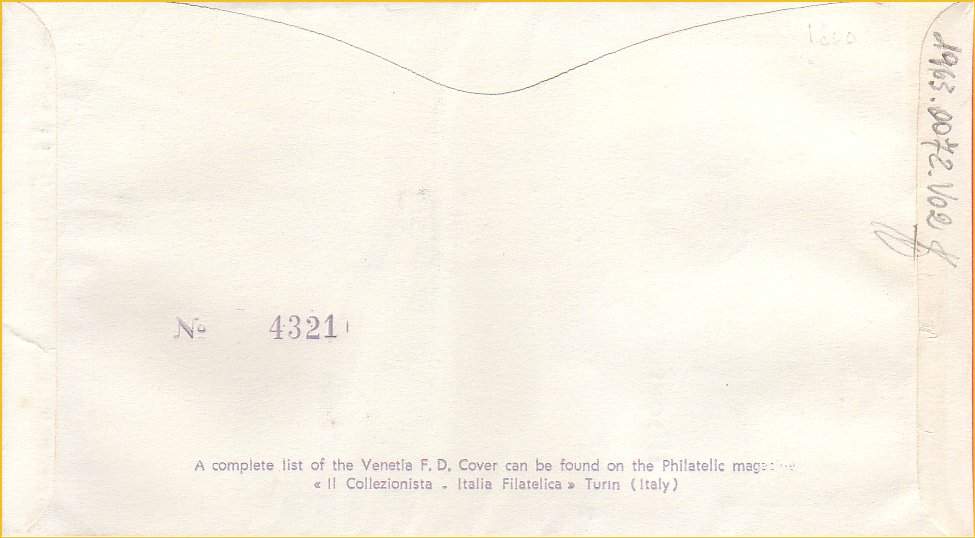 1963.0072.V02
№ 4321
A complete list of the Venetia F. D. Cover can be found on the Philatelic
« Il Collezionista - Italia Filatelica » Turin (Italy)